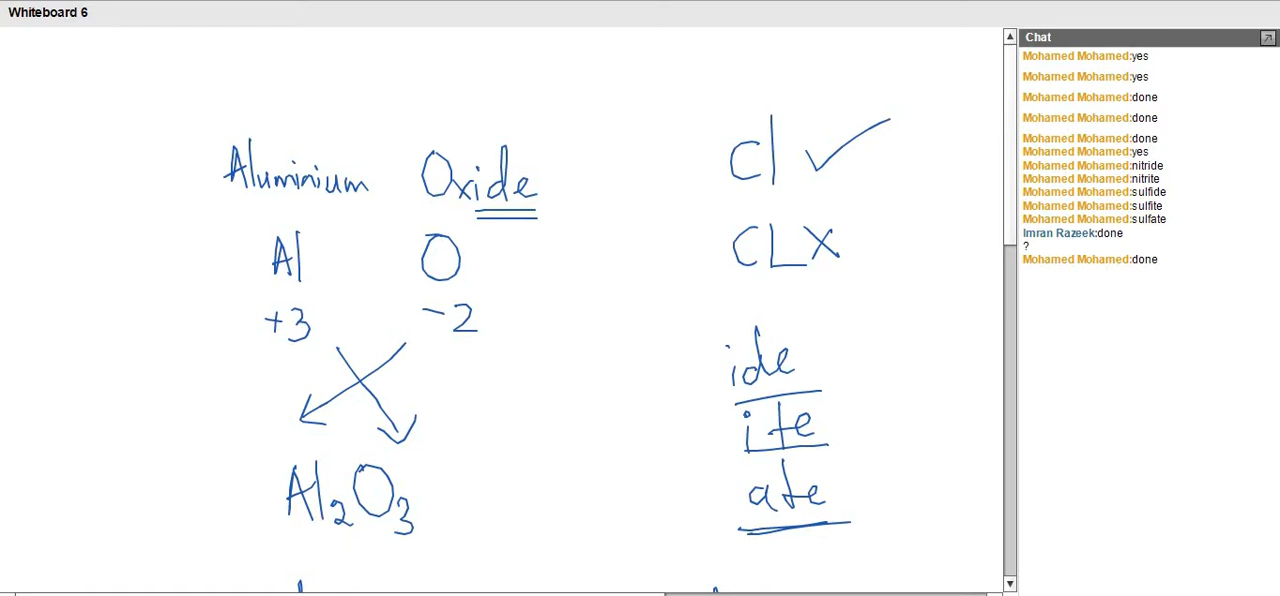 Whiteboard 6
Aluminium Oxide
Al O
+3 -2
Al2O3
Cl ✓
CL X
ide
ite
ate
Chat
Mohamed Mohamed:yes
Mohamed Mohamed:yes
Mohamed Mohamed:done
Mohamed Mohamed:done
Mohamed Mohamed:done
Mohamed Mohamed:yes
Mohamed Mohamed:nitride
Mohamed Mohamed:nitrite
Mohamed Mohamed:sulfide
Mohamed Mohamed:sulfite
Mohamed Mohamed:sulfate
Imran Razeek:done
?
Mohamed Mohamed:done